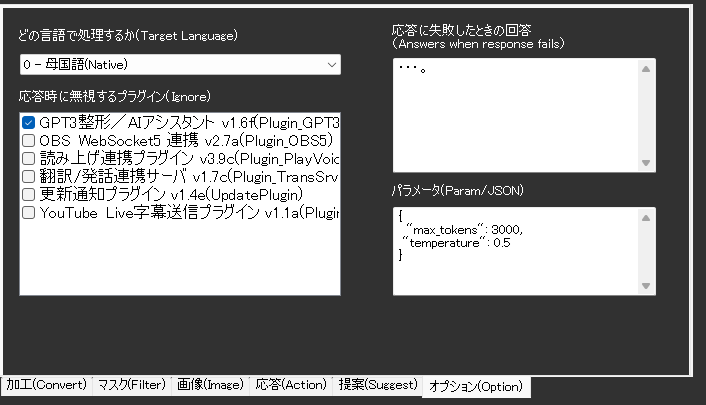 どの言語で処理するか(Target Language)
0 - 母国語(Native)
応答時に無視するプラグイン(Ignore)
GPT3整形／AIアシスタント v1.6f(Plugin_GPT3
OBS WebSocket5 連携 v2.7a(Plugin_OBS5)
読み上げ連携プラグイン v3.9c(Plugin_PlayVoic
翻訳/発話連携サーバ v1.7c(Plugin_TransSrv
更新通知プラグイン v1.4e(UpdatePlugin)
YouTube Live字幕送信プラグイン v1.1a(Plugin
応答に失敗したときの回答
(Answers when response fails)
・・・。
パラメータ(Param/JSON)
{
"max_tokens": 3000,
"temperature": 0.5
}
加工(Convert) マスク(Filter) 画像(Image) 応答(Action) 提案(Suggest) オプション(Option)